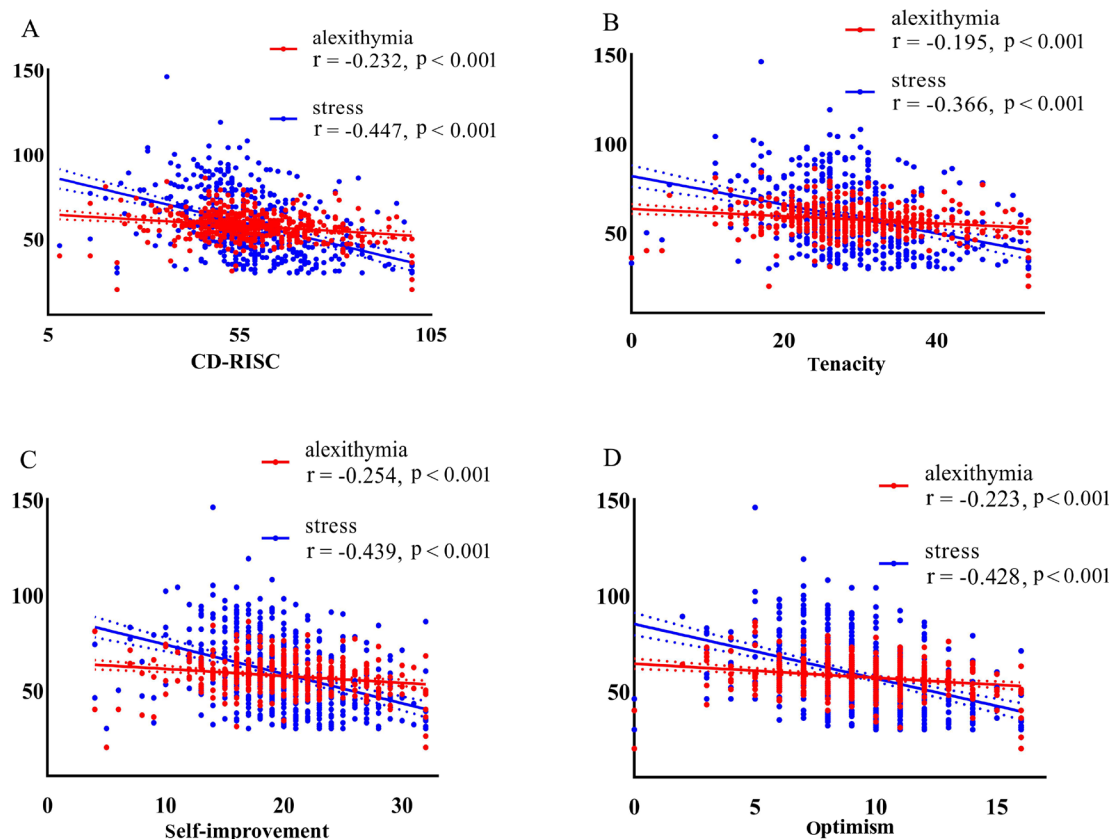 A
alexithymia
r = -0.232, p < 0.001
stress
r = -0.447, p < 0.001
150
100
50
5 55 105
CD-RISC
B
alexithymia
r = -0.195, p < 0.001
stress
r = -0.366, p < 0.001
150
100
50
0 20 40
Tenacity
C
alexithymia
r = -0.254, p < 0.001
stress
r = -0.439, p < 0.001
150
100
50
0 10 20 30
Self-improvement
D
alexithymia
r = -0.223, p < 0.001
stress
r = -0.428, p < 0.001
150
100
50
0 5 10 15
Optimism